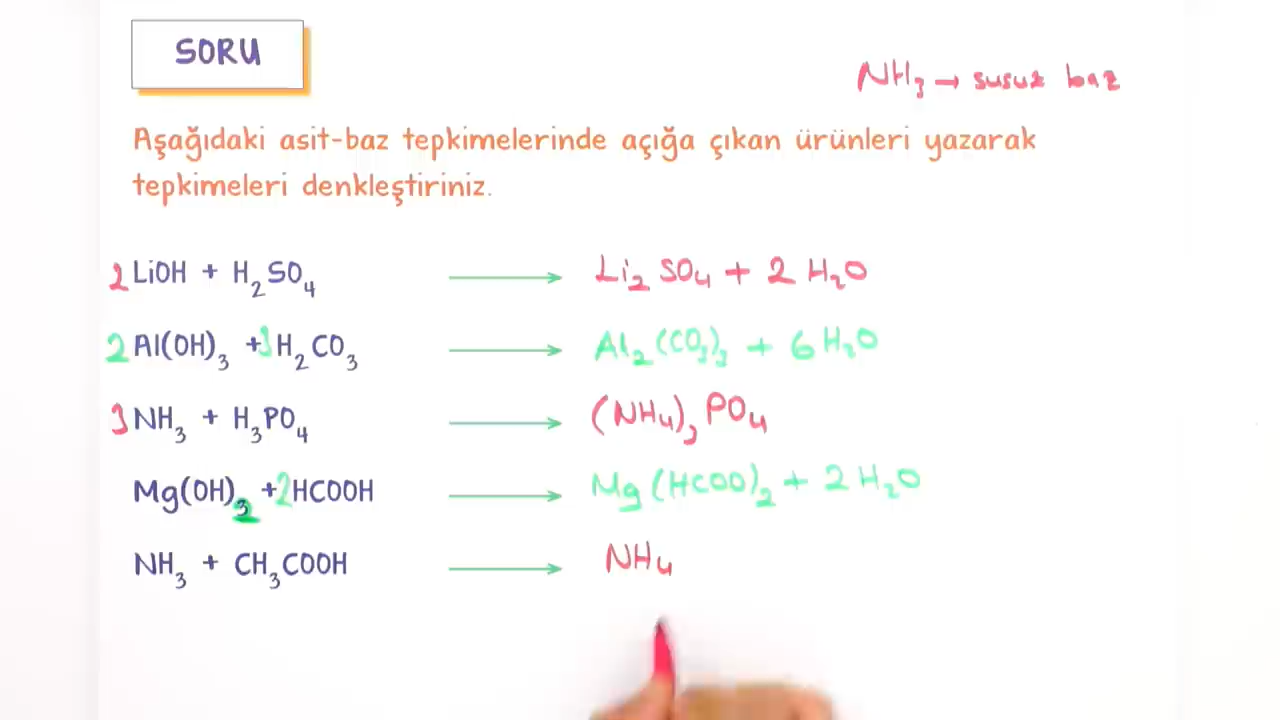 SORU
NH₃ → susuz baz
Aşağıdaki asit-baz tepkimelerinde açığa çıkan ürünleri yazarak
tepkimeleri denkleştiriniz.
2 LiOH + H₂SO₄ → Li₂SO₄ + 2 H₂O
2 Al(OH)₃ + 3 H₂CO₃ → Al₂(CO₃)₃ + 6 H₂O
3 NH₃ + H₃PO₄ → (NH₄)₃PO₄
Mg(OH)₂ + 2 HCOOH → Mg(HCOO)₂ + 2 H₂O
NH₃ + CH₃COOH → NH₄